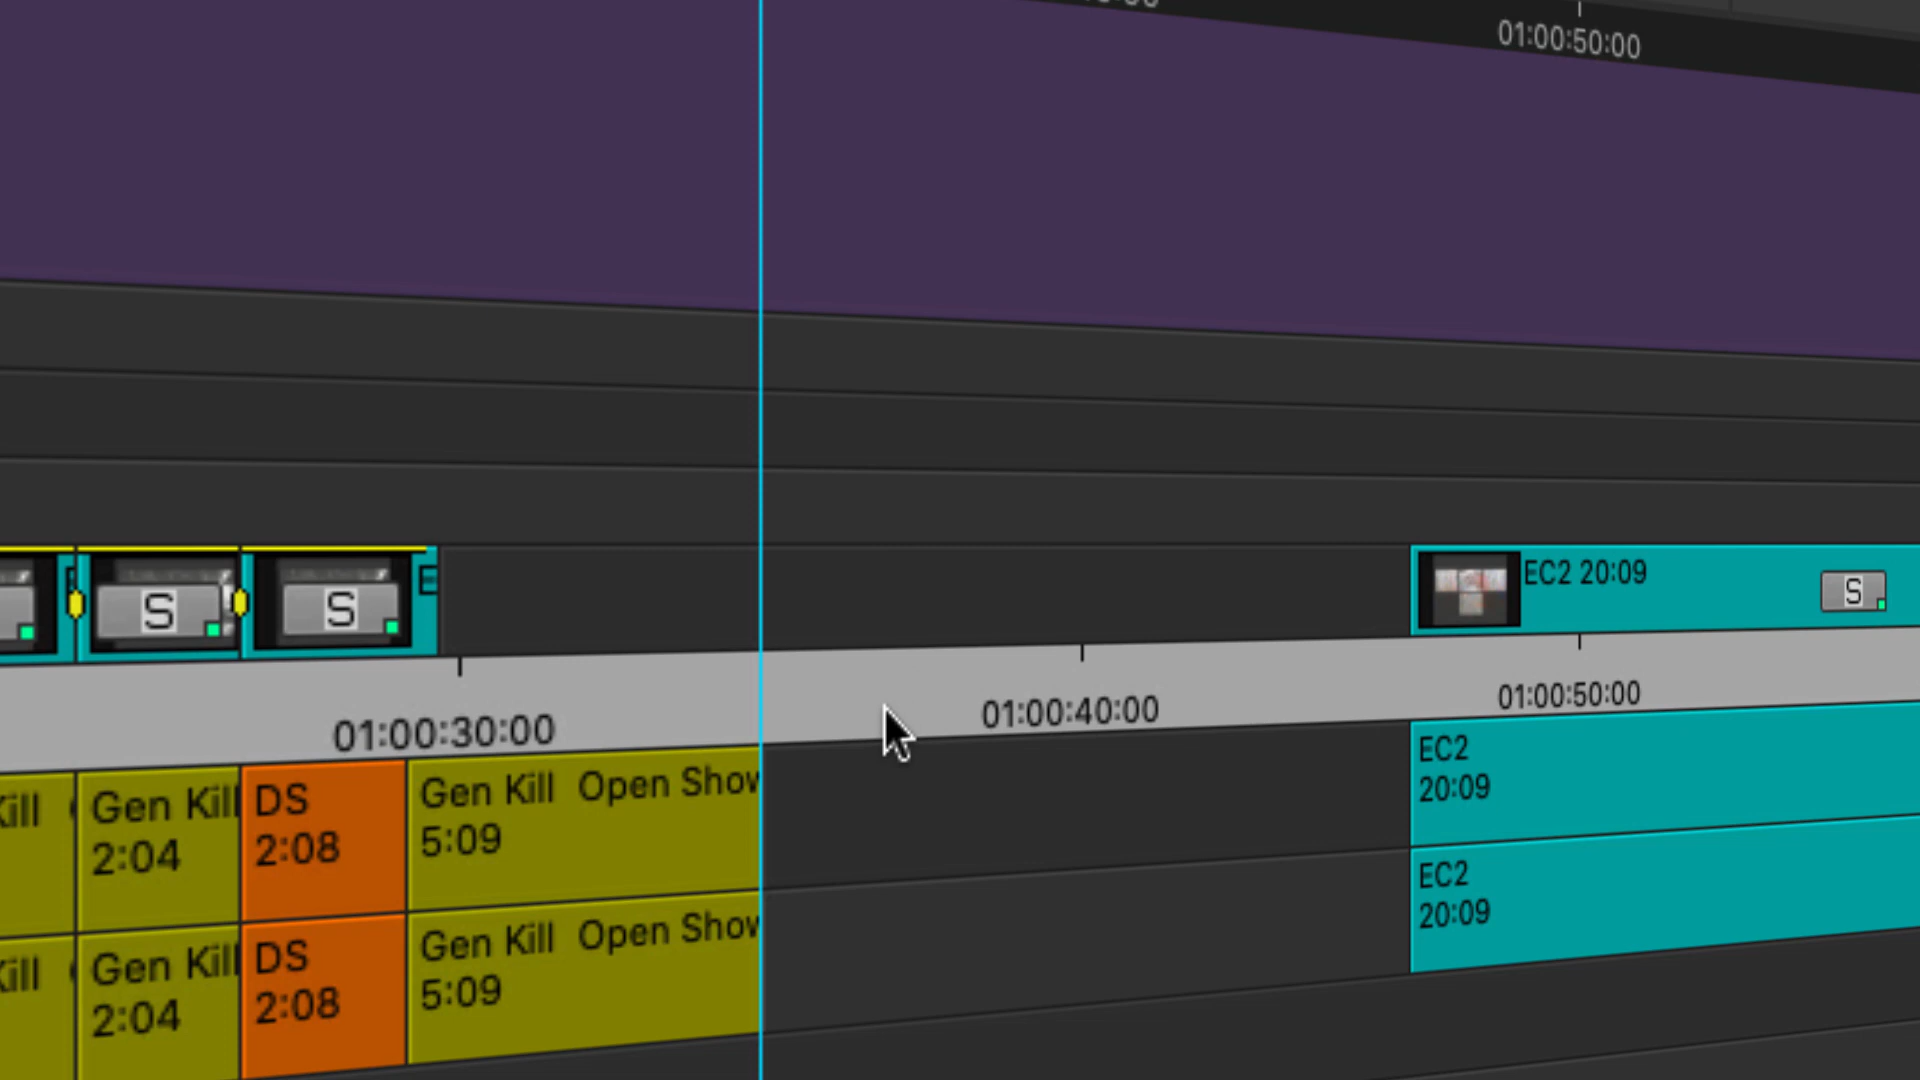 01:00:50:00
S
S
EC2 20:09
S
01:00:30:00
01:00:40:00
01:00:50:00
Kill
Gen Kill
2:04
DS
2:08
Gen Kill Open Show
5:09
EC2
20:09
Kill
Gen Kill
2:04
DS
2:08
Gen Kill Open Show
5:09
EC2
20:09